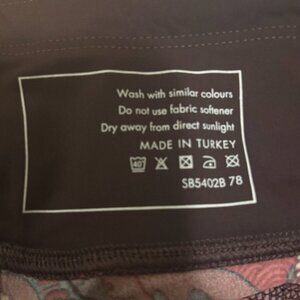 Wash with similar colours
Do not use fabric softener
Dry away from direct sunlight
MADE IN TURKEY
40
SB5402B 78